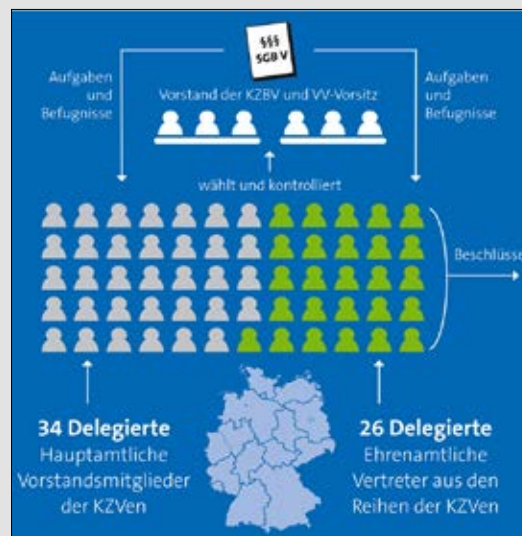 §§§
SGB V
Aufgaben
und
Befugnisse
Vorstand der KZBV und VV-Vorsitz
Aufgaben
und
Befugnisse
wählt und kontrolliert
Beschlüsse
34 Delegierte
Hauptamtliche
Vorstandsmitglieder
der KZVen
26 Delegierte
Ehrenamtliche
Vertreter aus den
Reihen der KZVen